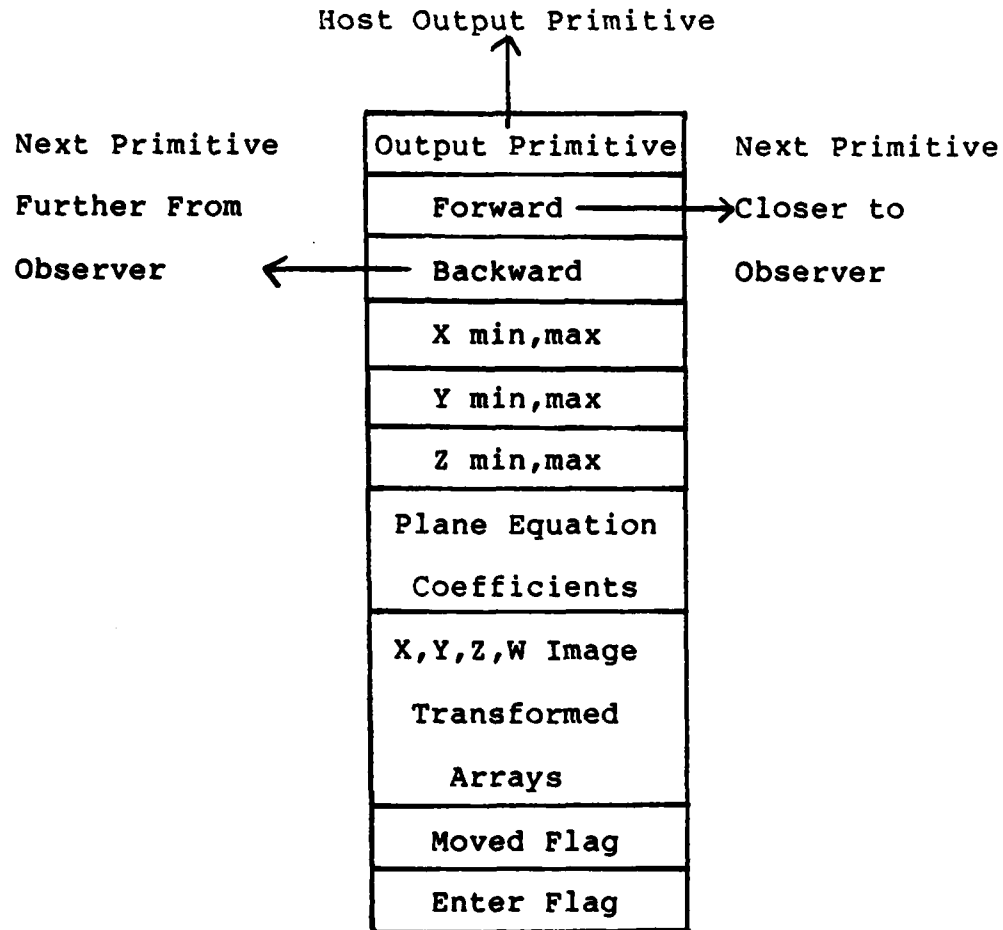 Host Output Primitive
Next Primitive
Further From
Observer
Output Primitive
Forward
Backward
X min,max
Y min,max
Z min,max
Plane Equation
Coefficients
X,Y,Z,W Image
Transformed
Arrays
Moved Flag
Enter Flag
Next Primitive
Closer to
Observer